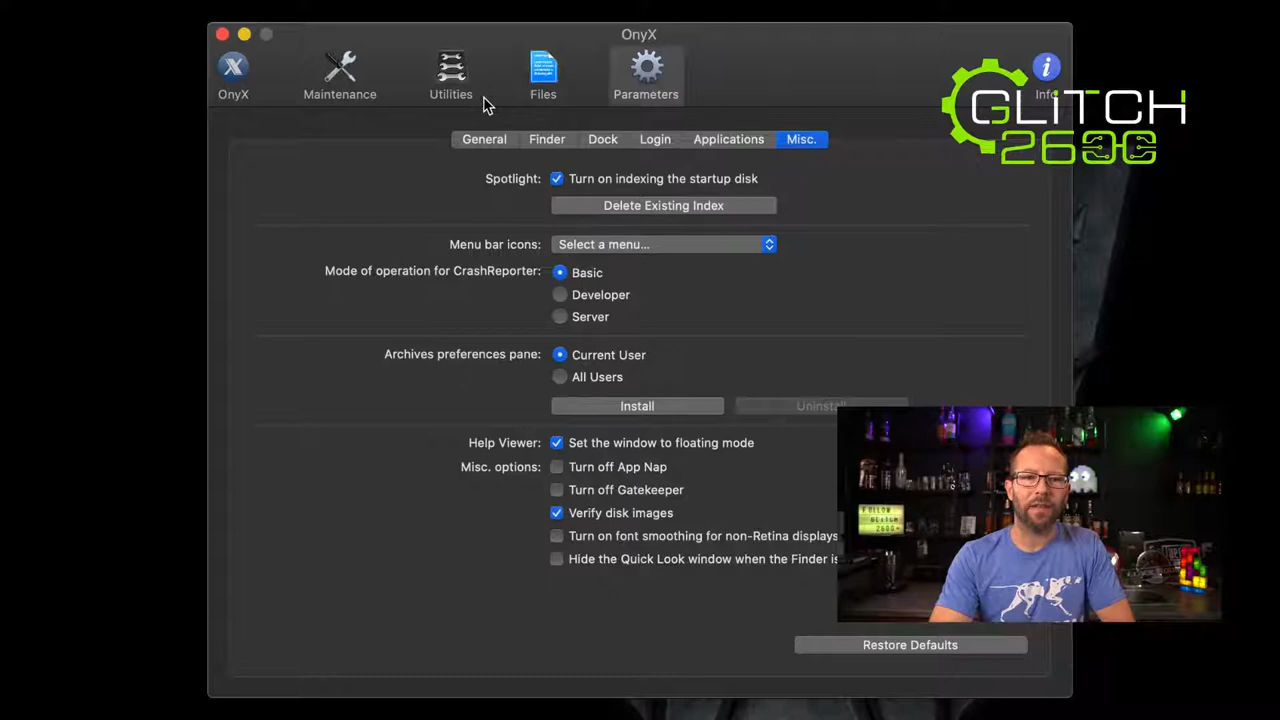 OnyX
OnyX
Maintenance
Utilities
Files
Parameters
Info
GLITCH
2600
General
Finder
Dock
Login
Applications
Misc.
Spotlight:
Turn on indexing the startup disk
Delete Existing Index
Menu bar icons:
Select a menu...
Mode of operation for CrashReporter:
Basic
Developer
Server
Archives preferences pane:
Current User
All Users
Install
Uninstall
Help Viewer:
Set the window to floating mode
Misc. options:
Turn off App Nap
Turn off Gatekeeper
Verify disk images
Turn on font smoothing for non-Retina displays
Hide the Quick Look window when the Finder is
FOLLOW
GLITCH
2600
Restore Defaults